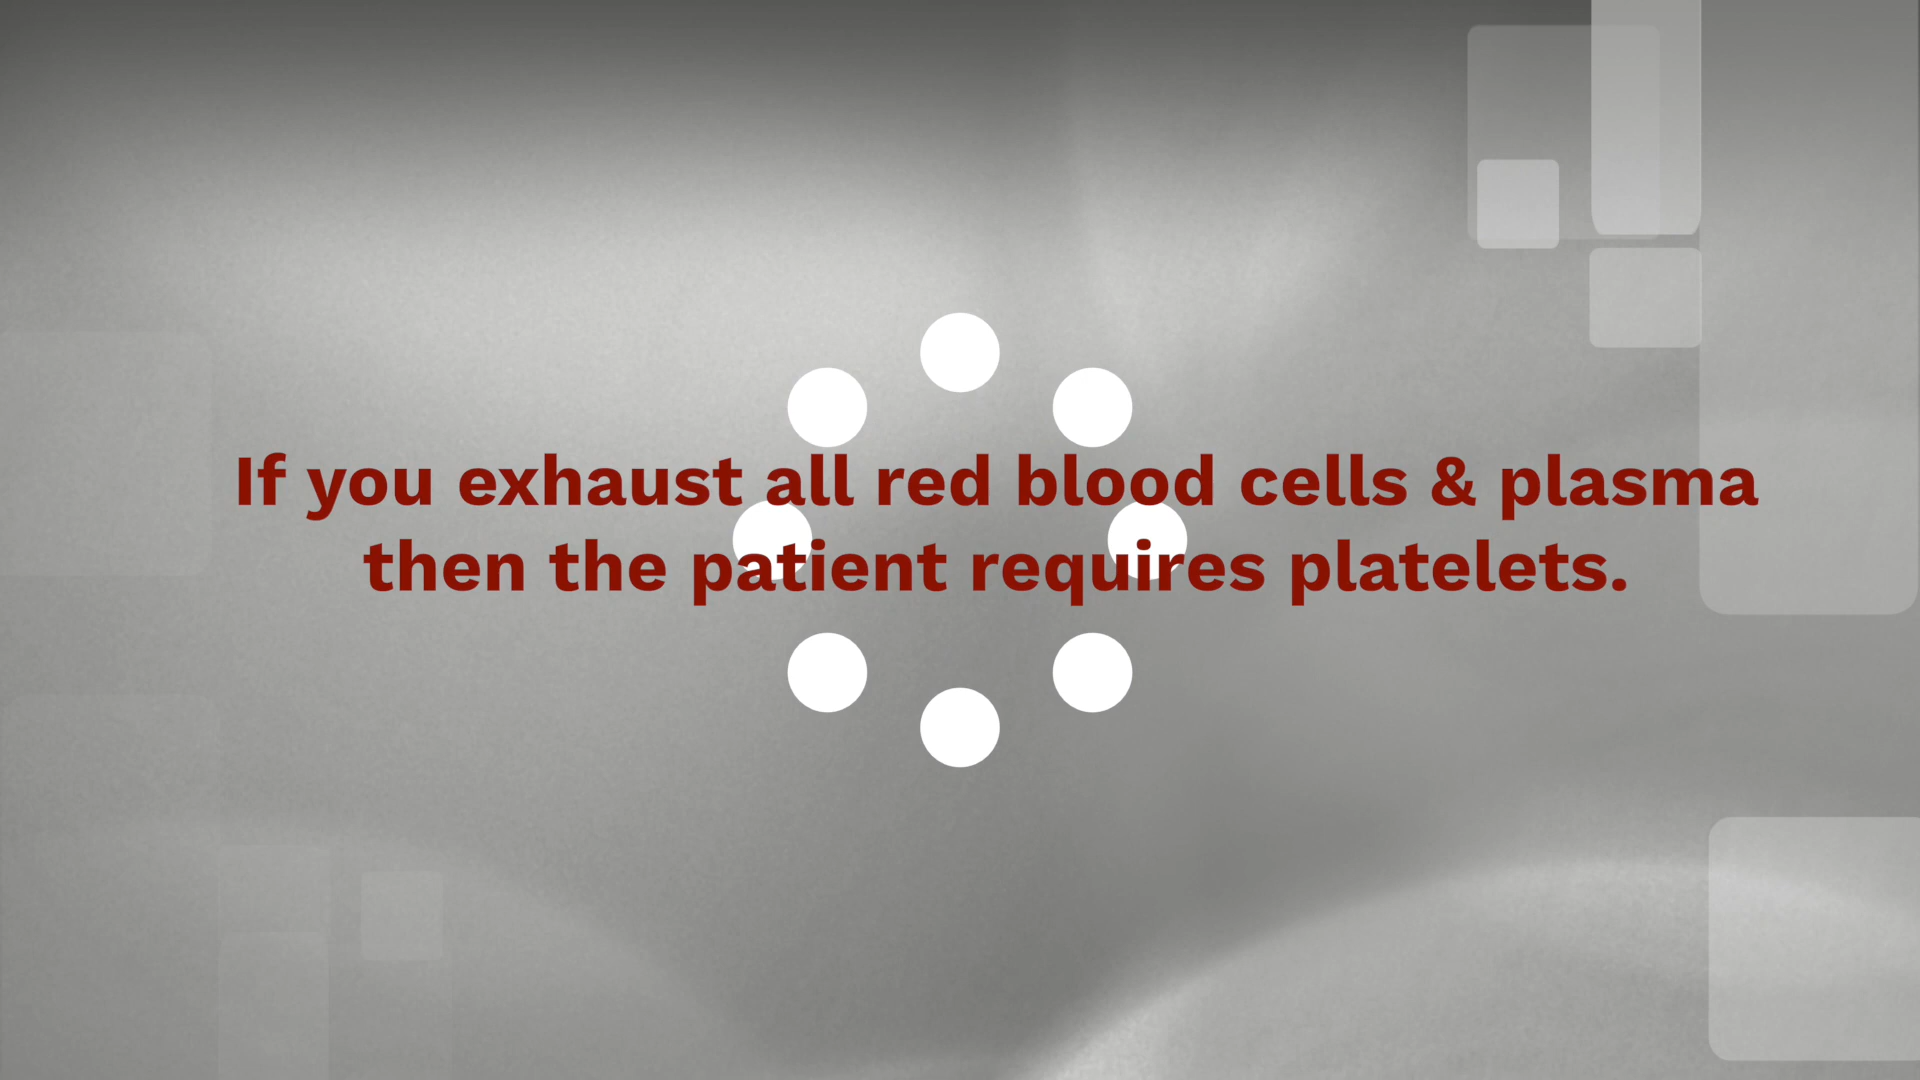 If you exhaust all red blood cells & plasma
then the patient requires platelets.